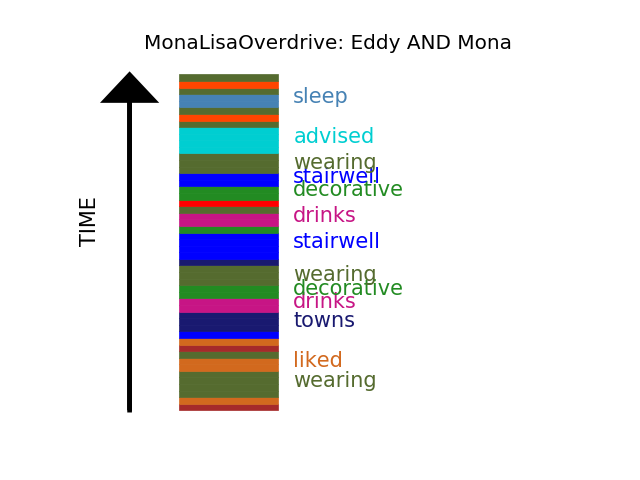 MonaLisaOverdrive: Eddy AND Mona
TIME
sleep
advised
wearing
stairwell
decorative
drinks
stairwell
wearing
decorative
drinks
towns
liked
wearing